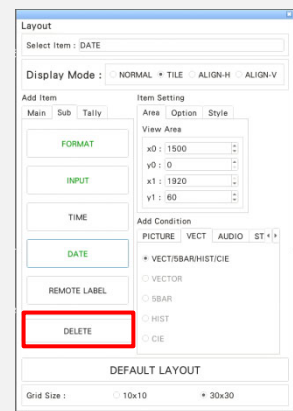 Layout
Select Item : DATE
Display Mode : NORMAL TILE ALIGN-H ALIGN-V
Add Item
Main Sub Tally
FORMAT
INPUT
TIME
DATE
REMOTE LABEL
DELETE
Item Setting
Area Option Style
View Area
x0 : 1500
y0 : 0
x1 : 1920
y1 : 60
Add Condition
PICTURE VECT AUDIO ST
VECT/5BAR/HIST/CIE
VECTOR
5BAR
HIST
CIE
DEFAULT LAYOUT
Grid Size : 10x10 30x30